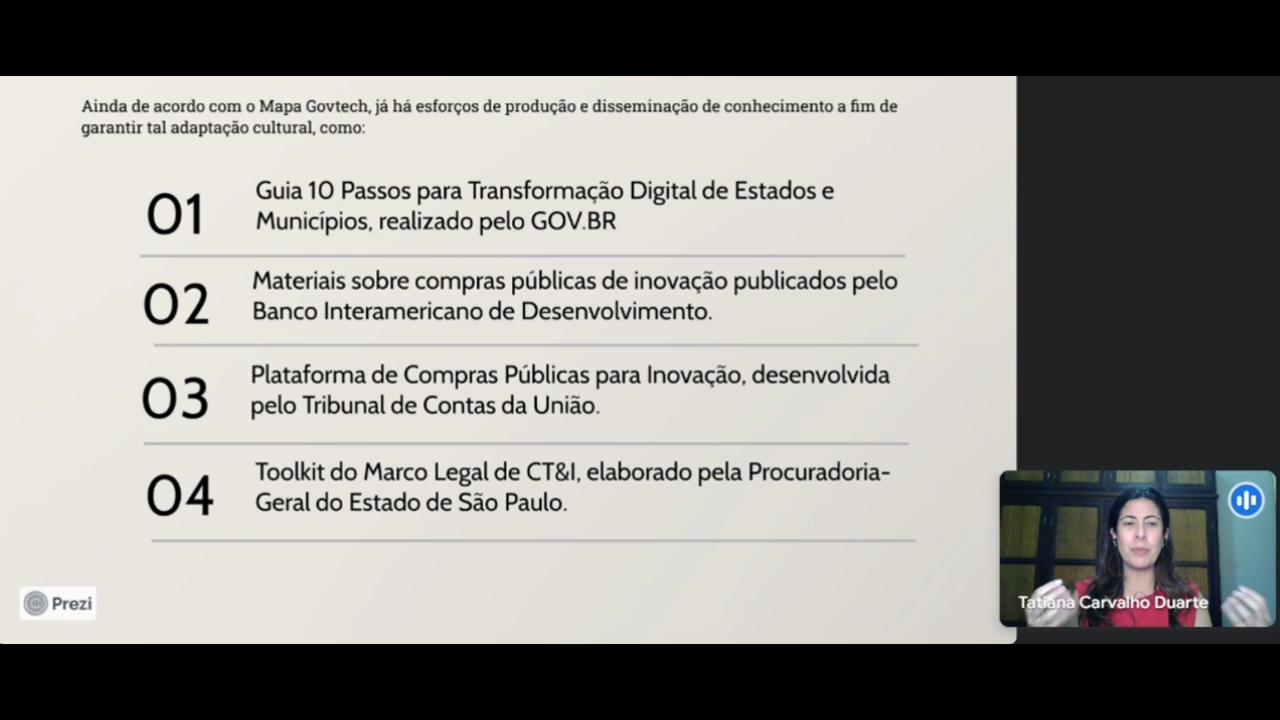 Ainda de acordo com o Mapa Govtech, já há esforços de produção e disseminação de conhecimento a fim de
garantir tal adaptação cultural, como:
01
Guia 10 Passos para Transformação Digital de Estados e
Municípios, realizado pelo GOV.BR
02
Materiais sobre compras públicas de inovação publicados pelo
Banco Interamericano de Desenvolvimento.
03
Plataforma de Compras Públicas para Inovação, desenvolvida
pelo Tribunal de Contas da União.
04
Toolkit do Marco Legal de CT&I, elaborado pela Procuradoria-
Geral do Estado de São Paulo.
Prezi
Tatiana Carvalho Duarte